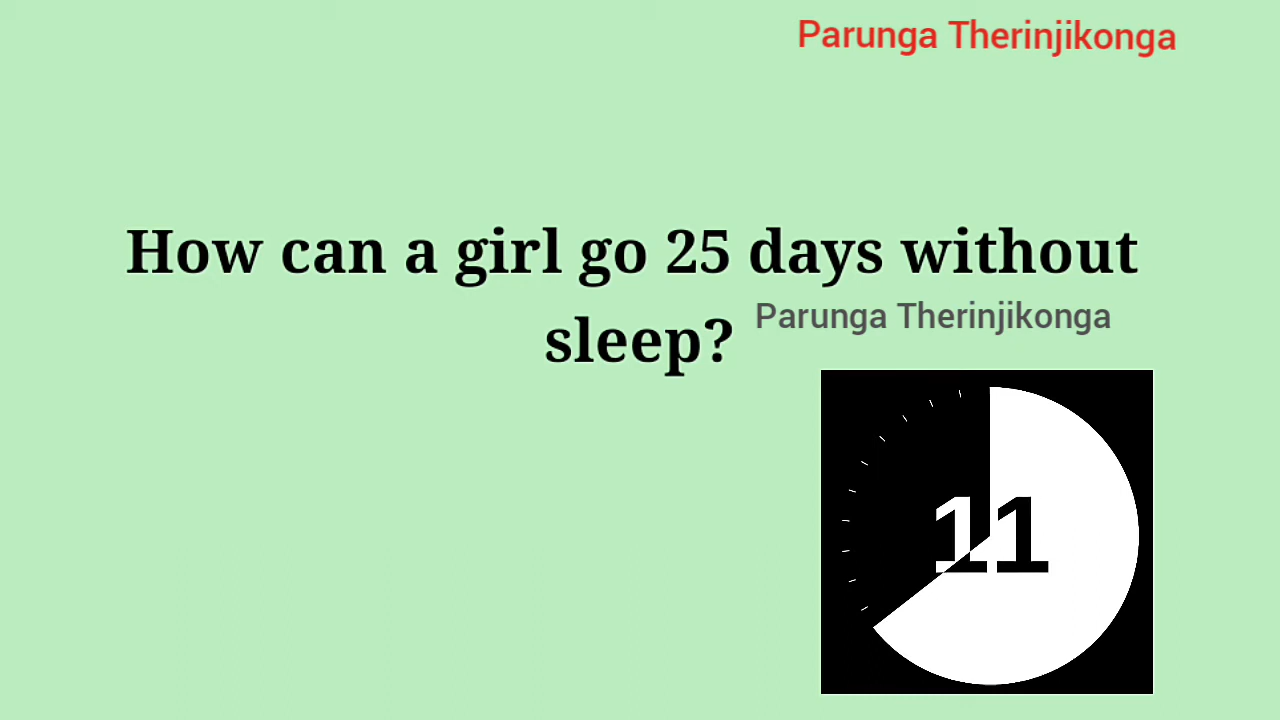 Parunga Therinjikonga
How can a girl go 25 days without
sleep?
Parunga Therinjikonga
11